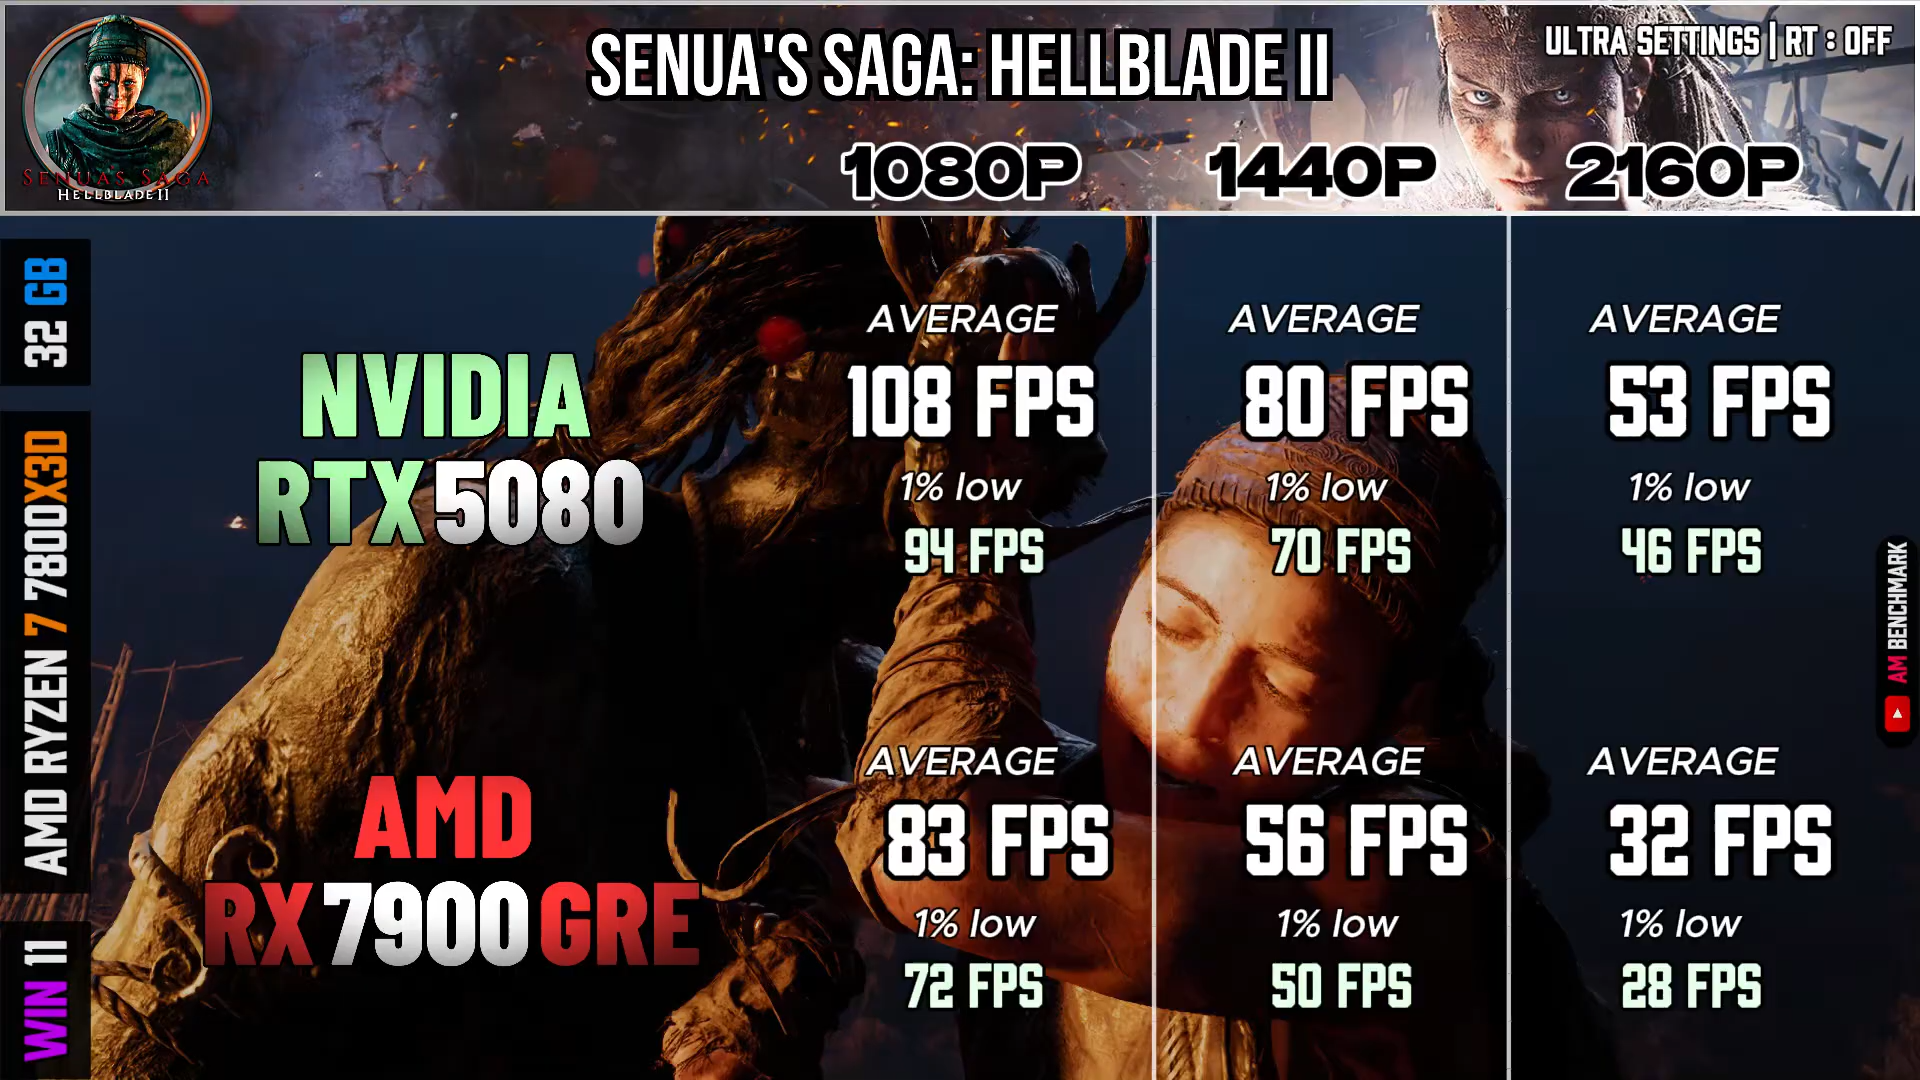 SENUA'S SAGA: HELLBLADE II
ULTRA SETTINGS | RT : OFF
SENUAS SAGA
HELLBLADE II
1080P 1440P 2160P
32 GB
AMD RYZEN 7 7800X3D
WIN 11
NVIDIA
RTX 5080
AVERAGE AVERAGE AVERAGE
108 FPS 80 FPS 53 FPS
1% low 1% low 1% low
94 FPS 70 FPS 46 FPS
AMD
RX 7900 GRE
AVERAGE AVERAGE AVERAGE
83 FPS 56 FPS 32 FPS
1% low 1% low 1% low
72 FPS 50 FPS 28 FPS
AM BENCHMARK